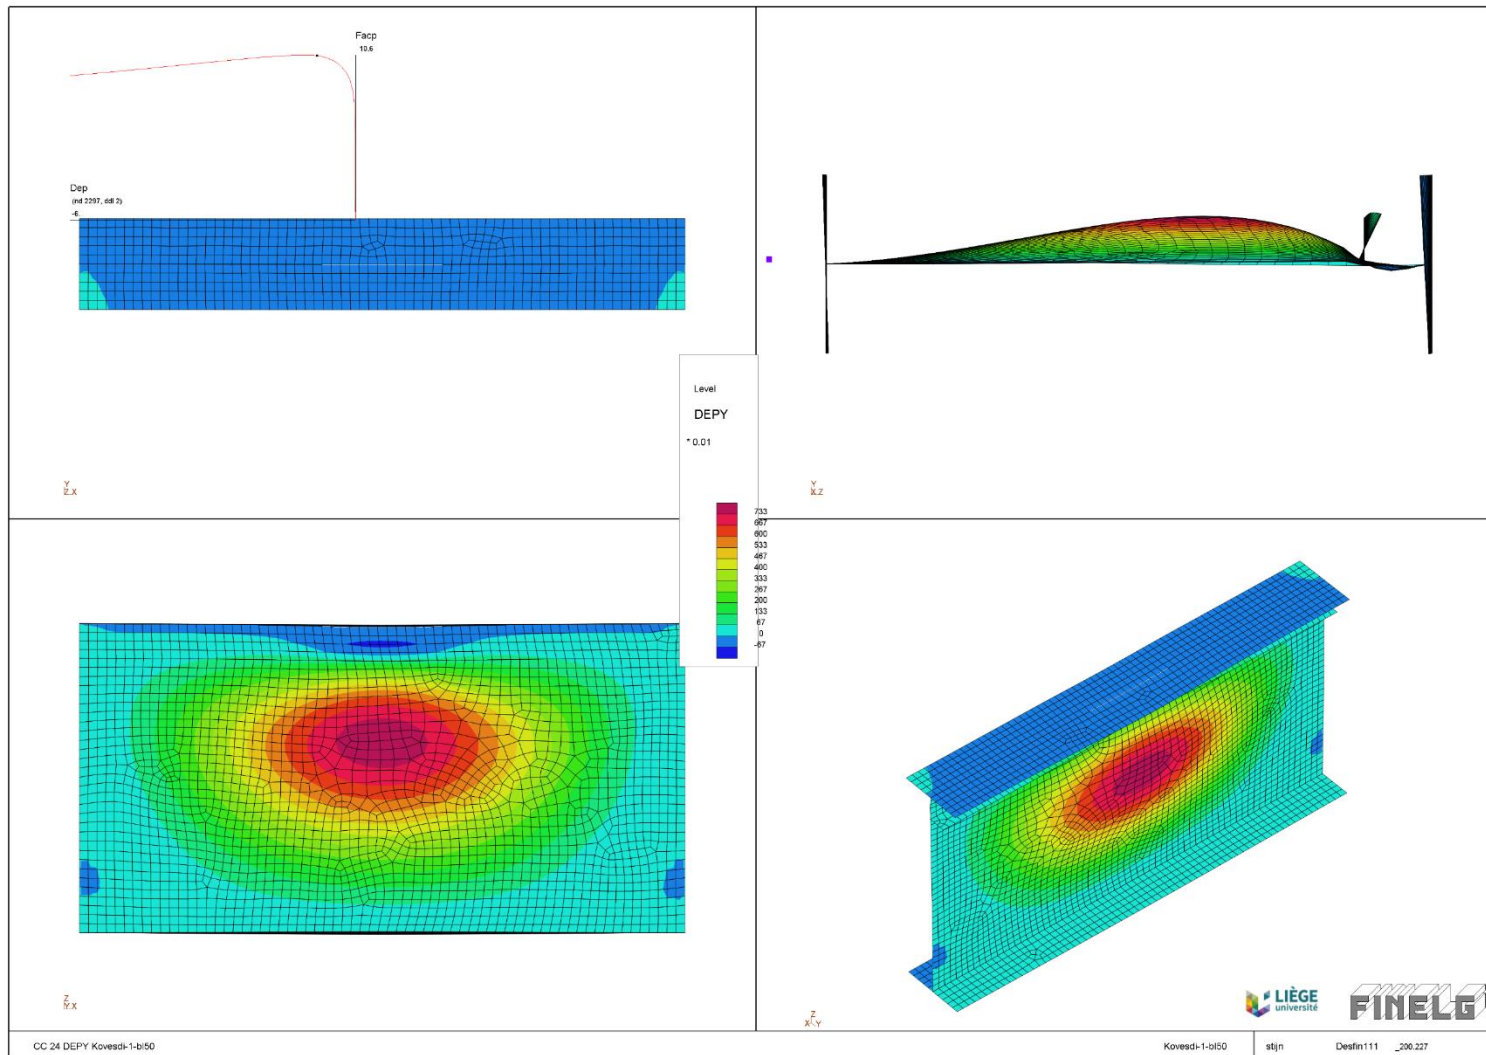 Facp
10.6
Dep
(nd 2297, ddl 2)
-6.
Y
Z.X
Y
X.Z
Level
DEPY
* 0.01
733
667
600
533
467
400
333
267
200
133
67
0
-67
Z
Y.X
Z
X Y
LIÈGE
université
FINELG
CC 24 DEPY Kovesdi-1-bl50
Kovesdi-1-bl50
stijn
Desfin111
_200.227